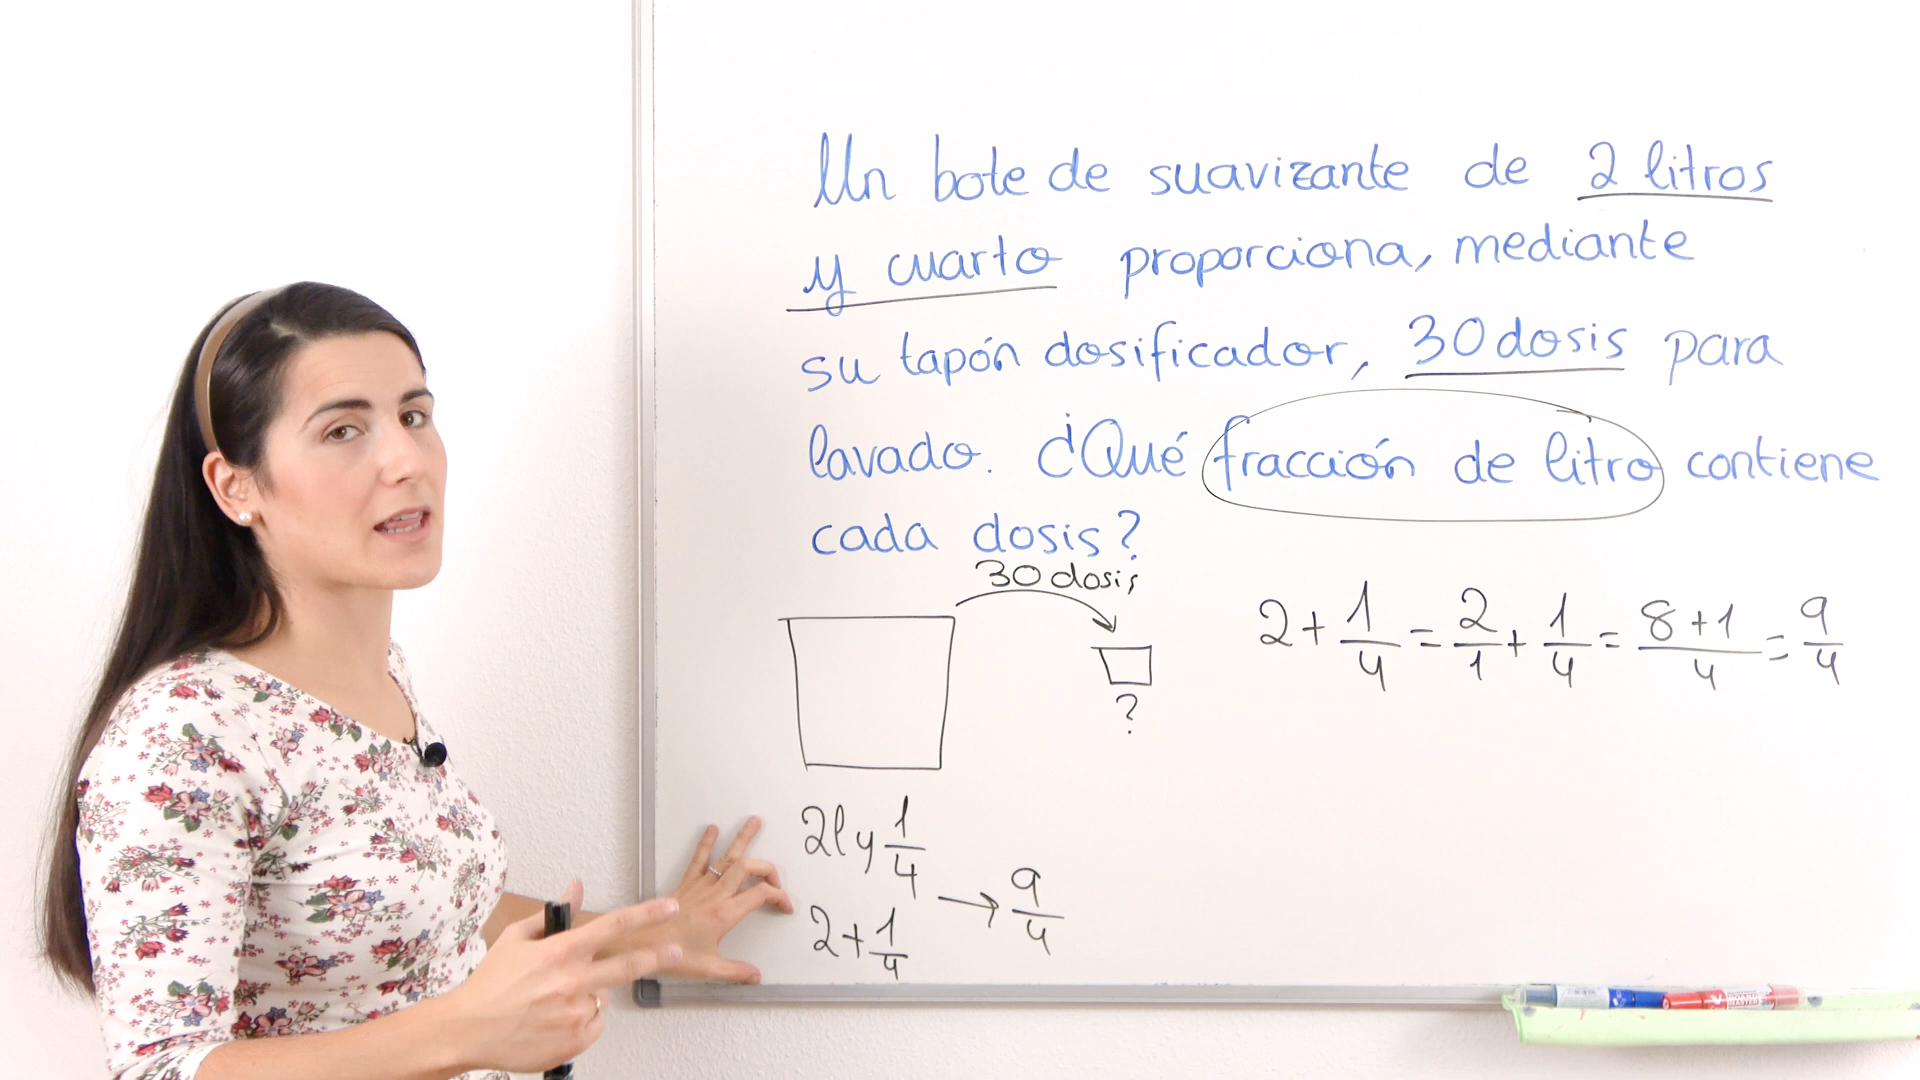 Un bote de suavizante de 2 litros
y cuarto proporciona, mediante
su tapón dosificador, 30 dosis para
lavado. ¿Qué fracción de litro contiene
cada dosis?
30 dosis
?
2 + 1/4 = 2/1 + 1/4 = 8+1/4 = 9/4
2l y 1/4
2 + 1/4
→ 9/4